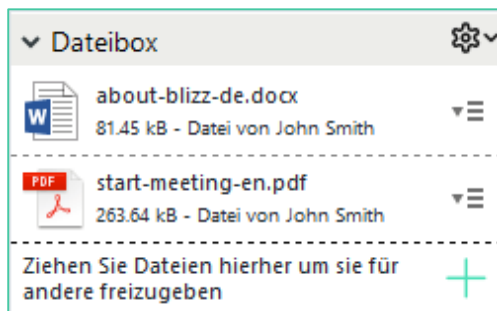 Dateibox
W
about-blizz-de.docx
81.45 kB - Datei von John Smith
PDF
start-meeting-en.pdf
263.64 kB - Datei von John Smith
Ziehen Sie Dateien hierher um sie für
andere freizugeben